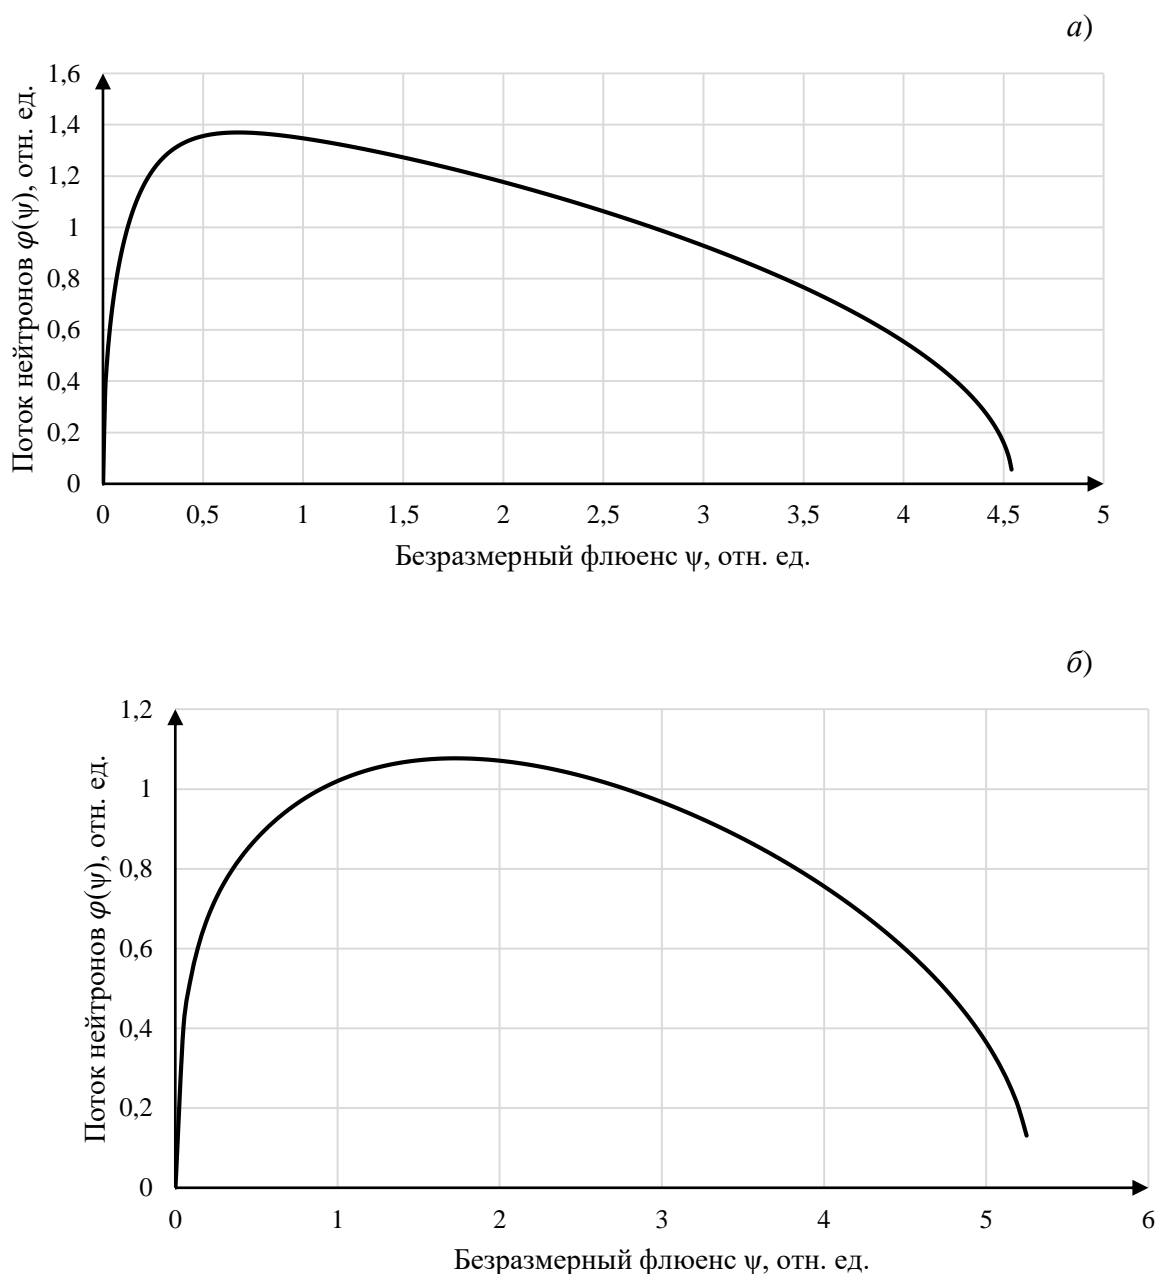 а)
Поток нейтронов φ(ψ), отн. ед.
1,6
1,4
1,2
1
0,8
0,6
0,4
0,2
0
0 0,5 1 1,5 2 2,5 3 3,5 4 4,5 5
Безразмерный флюенс ψ, отн. ед.
б)
Поток нейтронов φ(ψ), отн. ед.
1,2
1
0,8
0,6
0,4
0,2
0
0 1 2 3 4 5 6
Безразмерный флюенс ψ, отн. ед.